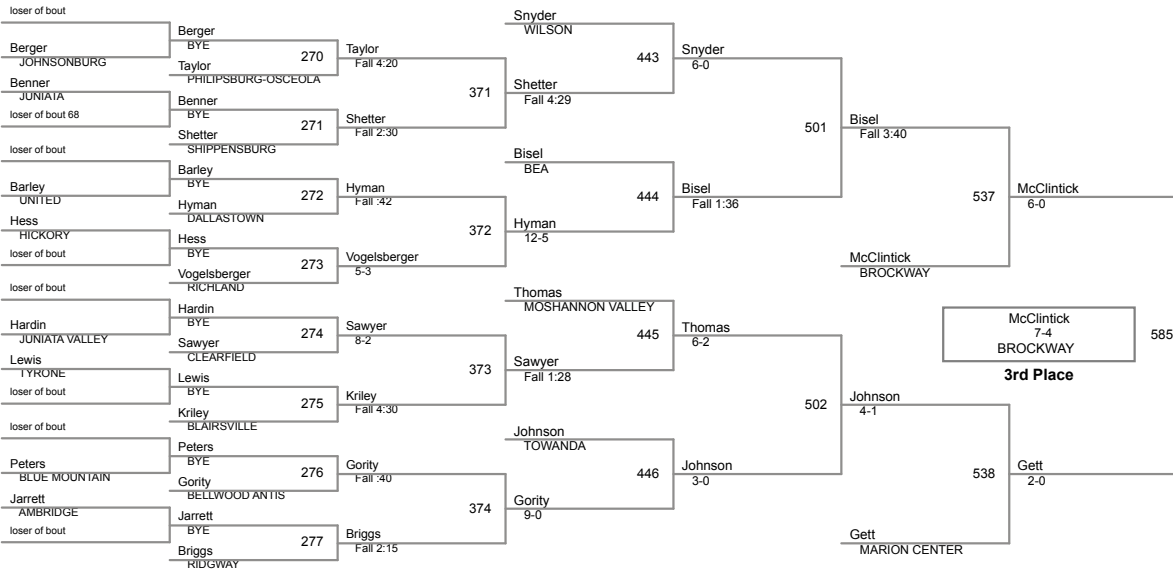 loser of bout
Berger
JOHNSONBURG
Benner
JUNIATA
loser of bout 68
loser of bout
Barley
UNITED
Hess
HICKORY
loser of bout
loser of bout
Hardin
JUNIATA VALLEY
Lewis
TYRONE
loser of bout
loser of bout
Peters
BLUE MOUNTAIN
Jarrett
AMBRIDGE
loser of bout
Berger
BYE
270
Taylor
PHILIPSBURG-OSCEOLA
Benner
BYE
271
Shetter
SHIPPENSBURG
Barley
BYE
272
Hyman
DALLASTOWN
Hess
BYE
273
Vogelsberger
RICHLAND
Hardin
BYE
274
Sawyer
CLEARFIELD
Lewis
BYE
275
Kriley
BLAIRSVILLE
Peters
BYE
276
Gority
BELLWOOD ANTIS
Jarrett
BYE
277
Briggs
RIDGWAY
Taylor
Fall 4:20
371
Shetter
Fall 2:30
Hyman
Fall :42
372
Vogelsberger
5-3
Sawyer
8-2
373
Kriley
Fall 4:30
Gority
Fall :40
374
Briggs
Fall 2:15
Snyder
WILSON
443
Shetter
Fall 4:29
Bisel
BEA
444
Hyman
12-5
Thomas
MOSHANNON VALLEY
445
Sawyer
Fall 1:28
Johnson
TOWANDA
446
Gority
9-0
Snyder
6-0
501
Bisel
Fall 1:36
Thomas
6-2
502
Johnson
3-0
Bisel
Fall 3:40
537
McClintick
BROCKWAY
Johnson
4-1
538
Gett
MARION CENTER
McClintick
6-0
McClintick
7-4
BROCKWAY
585
3rd Place
Gett
2-0